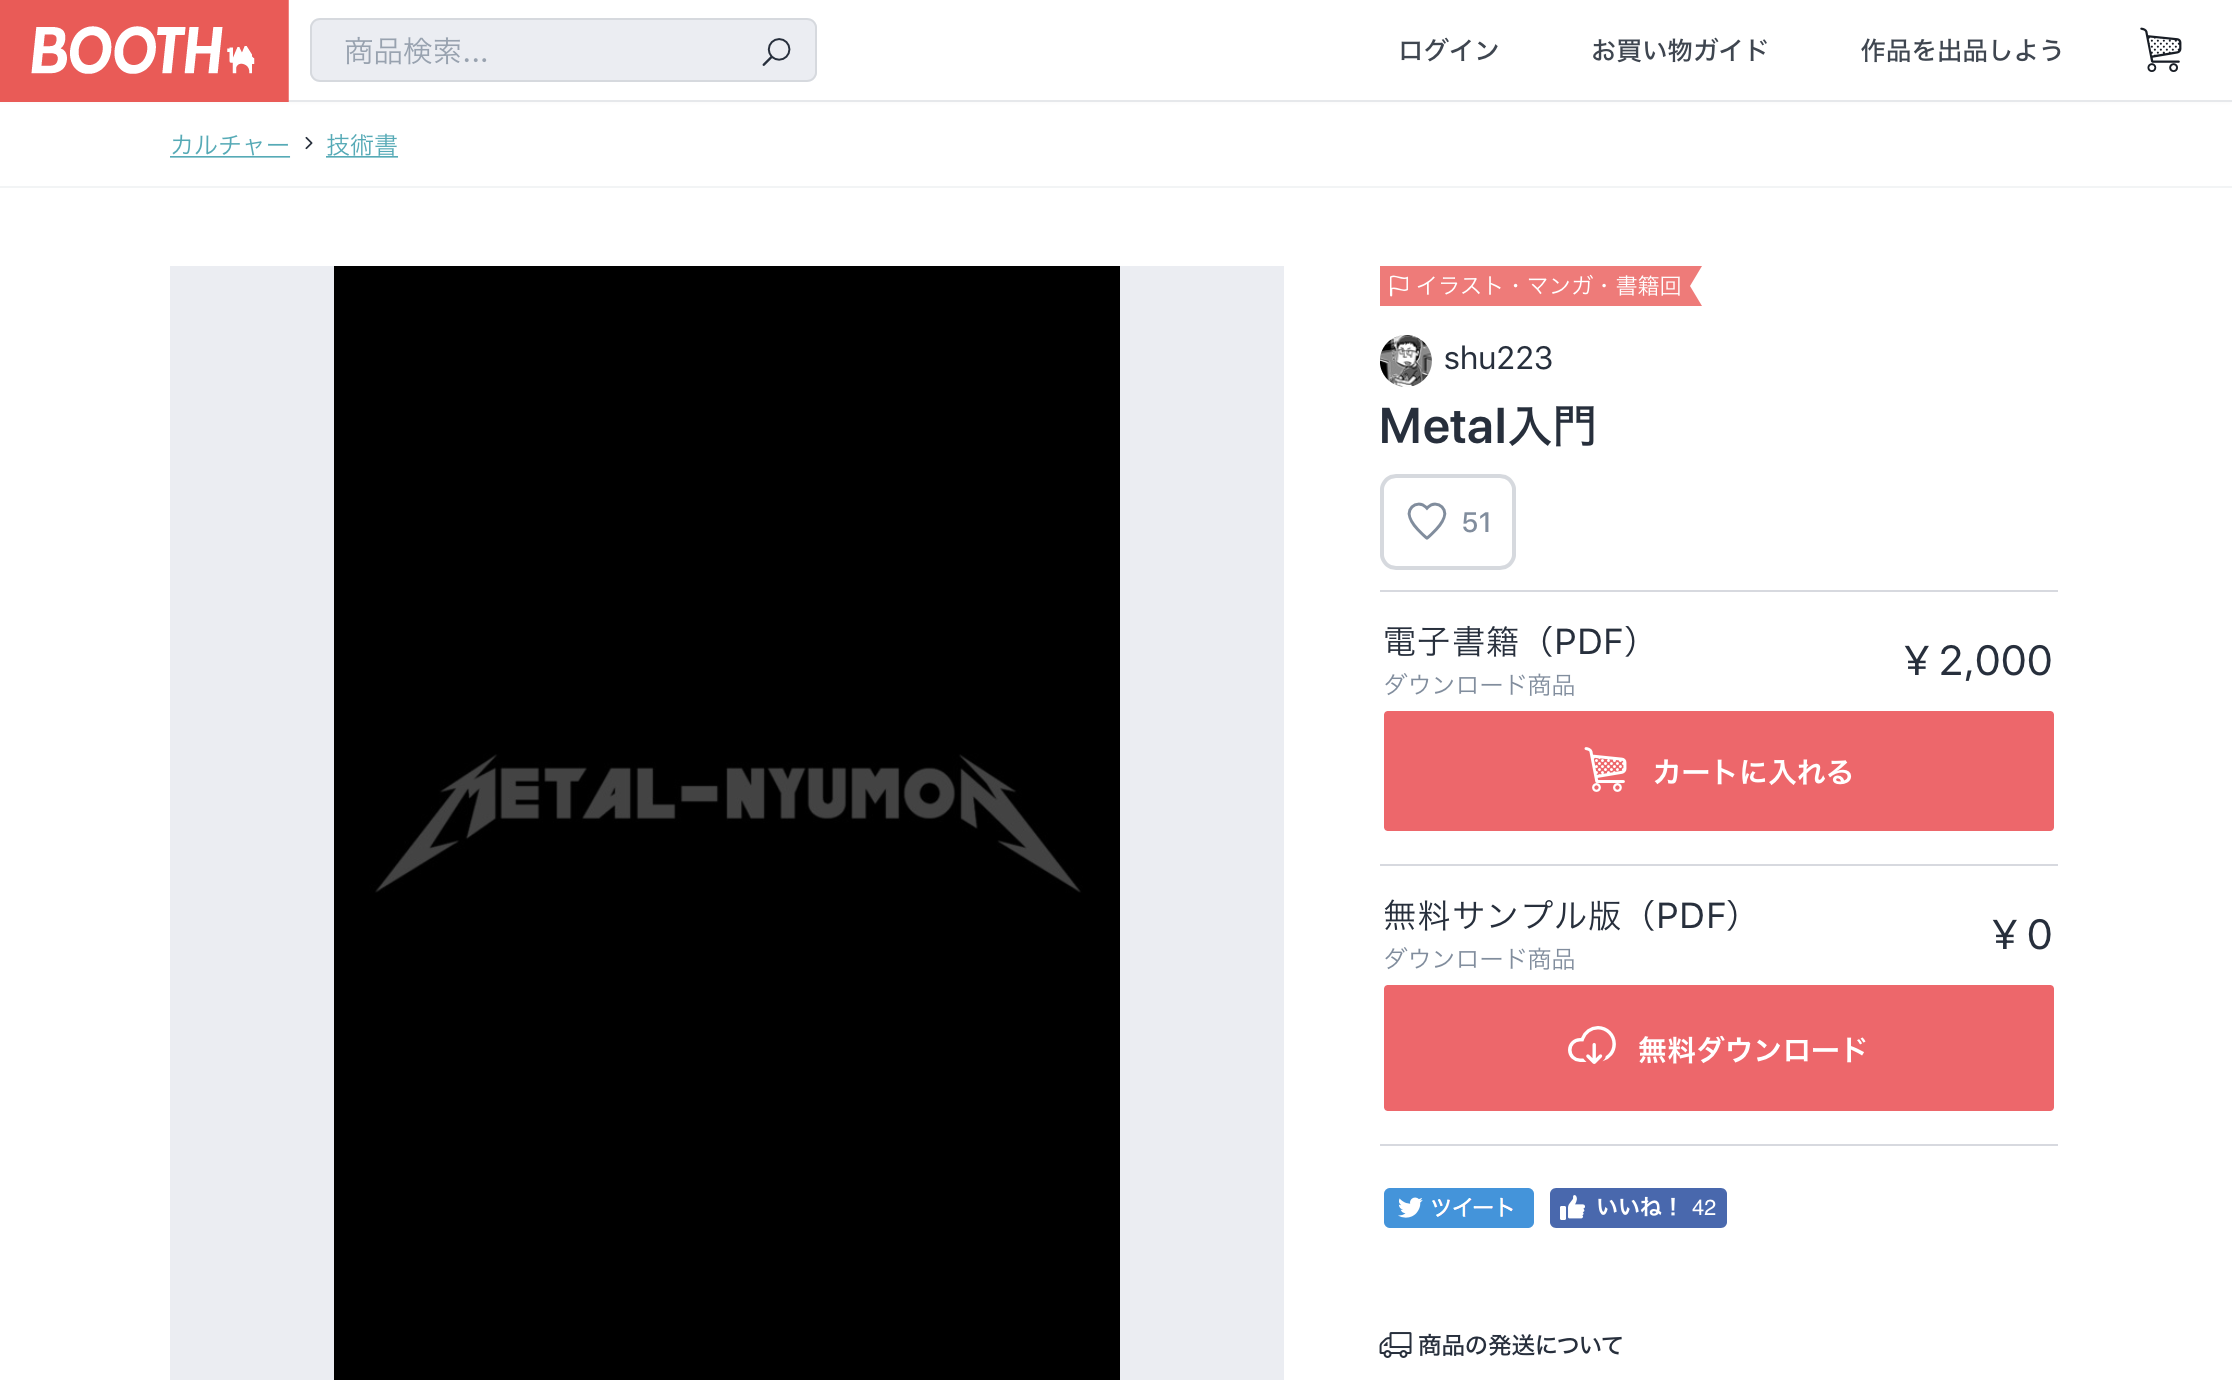 BOOTH
商品検索...
ログイン
お買い物ガイド
作品を出品しよう
カルチャー > 技術書
イラスト・マンガ・書籍回
shu223
Metal入門
51
METAL-NYUMON
電子書籍（PDF）
ダウンロード商品
¥ 2,000
カートに入れる
無料サンプル版（PDF）
ダウンロード商品
¥ 0
無料ダウンロード
ツイート
いいね！ 42
商品の発送について